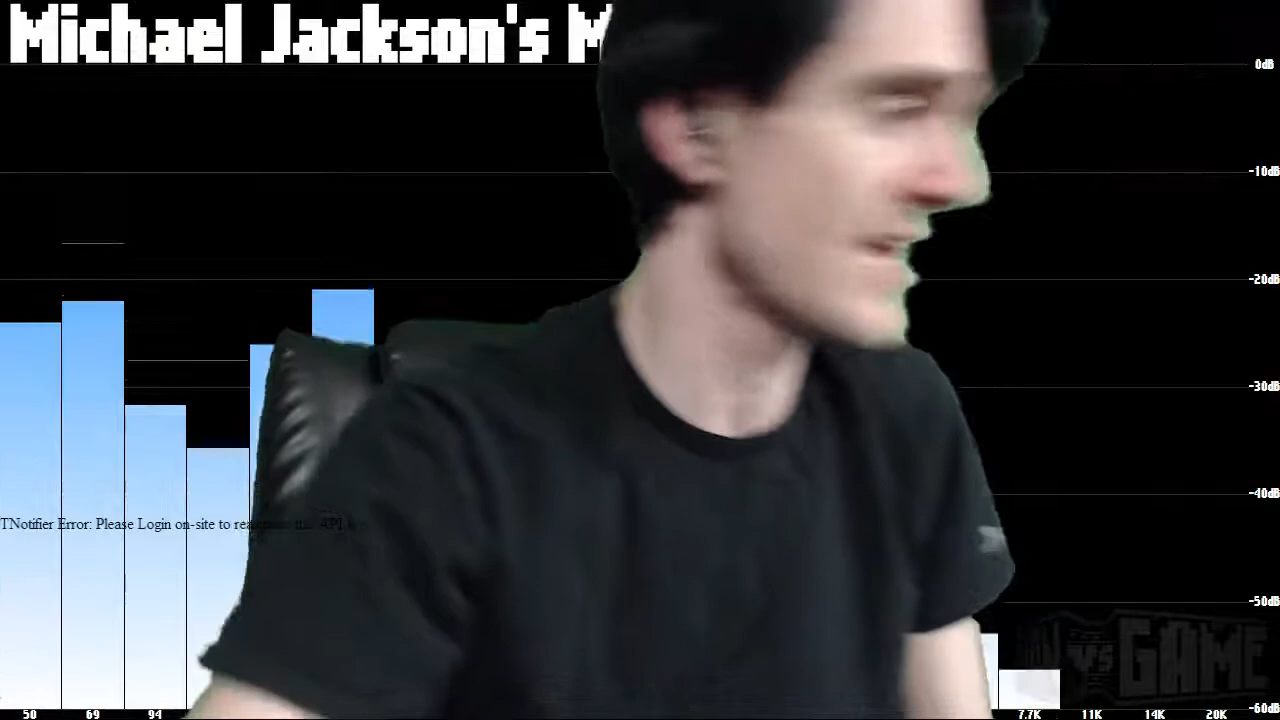 Michael Jackson's M
0dB
-10dB
-20dB
-30dB
-40dB
TNotifier Error: Please Login on-site to
API
-50dB
VS GAME
-60dB
50 69 94 7.7K 11K 14K 20K